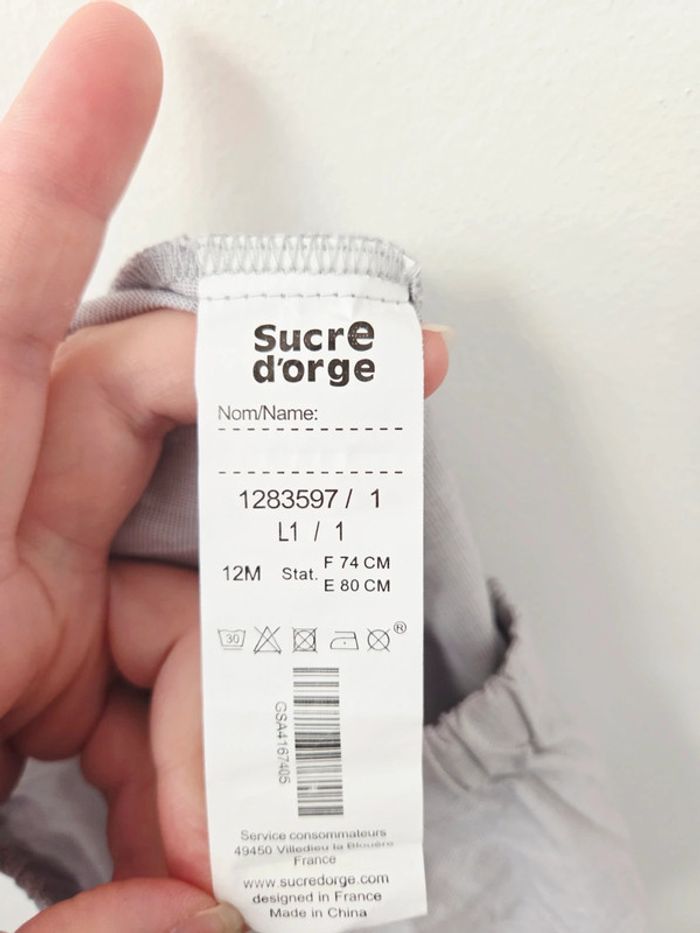 Sucre
d'orge
Nom/Name:
1283597 / 1
L1 / 1
12M Stat. F 74 CM
E 80 CM
30
®
GSA4167405
Service consommateurs
49450 Villedieu la Blouère
France
www.sucredorge.com
designed in France
Made in China